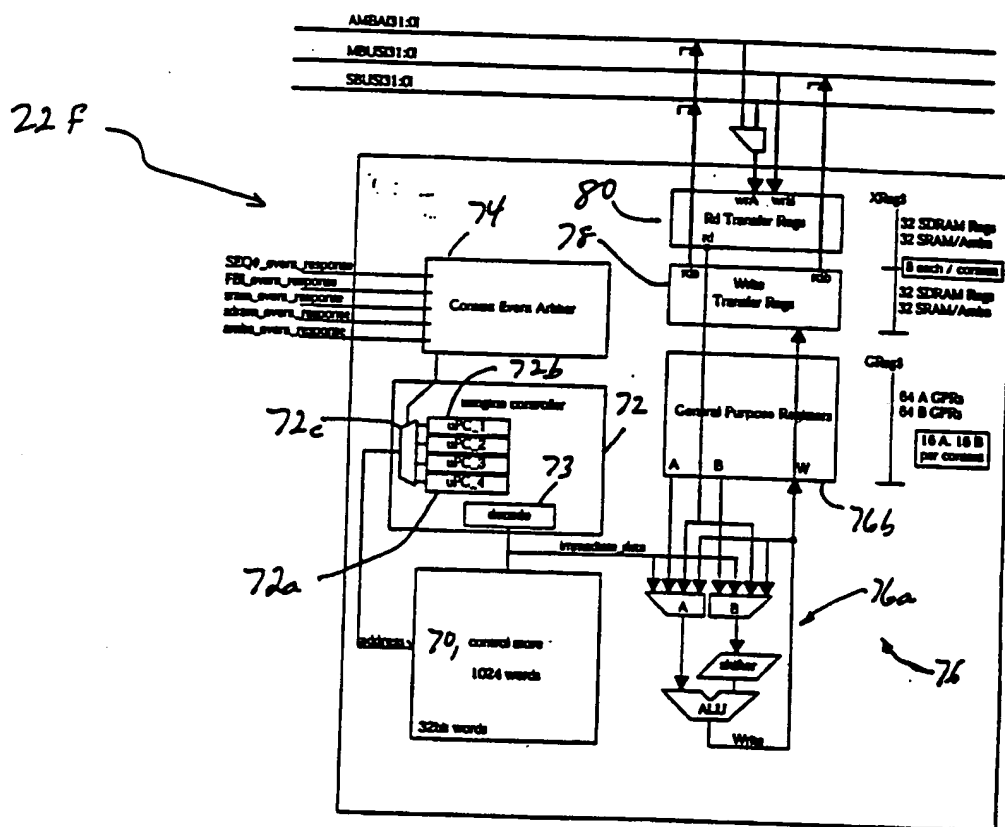 AMBA[31:0]
MBUS[31:0]
SBUS[31:0]
22f
80
wrA wrB
Rd Transfer Regs
rd
XRegs
32 SDRAM Regs
32 SRAM/Amba
8 each / context
32 SDRAM Regs
32 SRAM/Amba
74
78
SEQ#_event_response
FBI_event_response
sram_event_response
sdram_event_response
amba_event_response
Context Event Arbiter
Write
Transfer Regs
72b
GRegs
64 A GPRs
64 B GPRs
16 A, 16 B
per context
General Purpose Registers
A B W
72c
controller
72
uPC_1
uPC_2
uPC_3
uPC_4
73
decode
76b
72a
immediate_data
A B
76a
76
address
70,
control store
1024 words
32bit words
shifter
ALU
Write